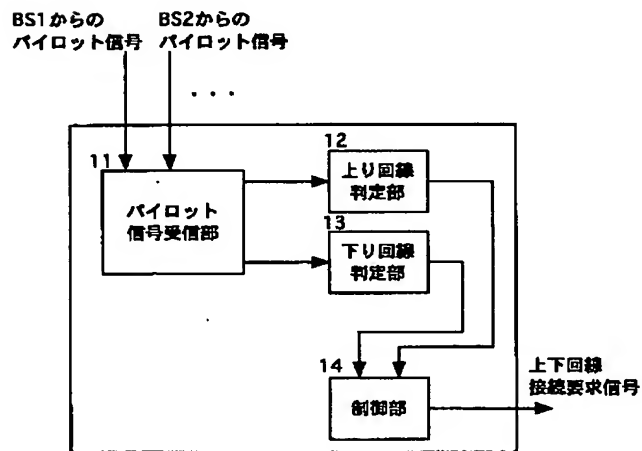 BS1からの
パイロット信号
BS2からの
パイロット信号
・・・
11
パイロット
信号受信部
12
上り回線
判定部
13
下り回線
判定部
14
制御部
上下回線
接続要求信号